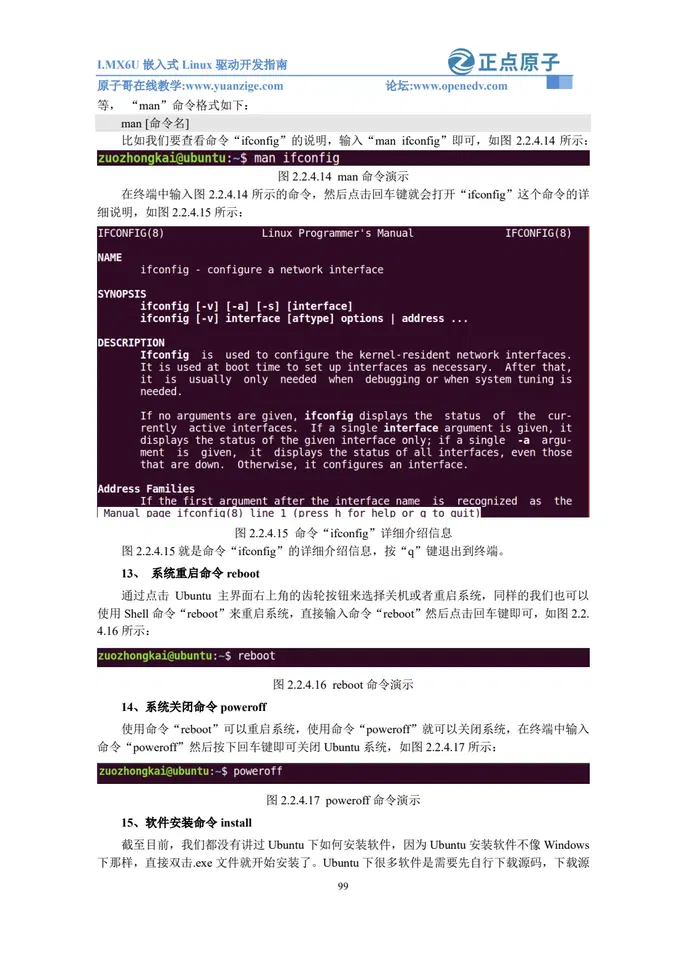 I.MX6U 嵌入式 Linux 驱动开发指南
正点原子
原子哥在线教学:www.yuanzige.com 论坛:www.openedv.com
等， “man”命令格式如下：
man [命令名]
比如我们要查看命令“ifconfig”的说明，输入“man ifconfig”即可，如图 2.2.4.14 所示：
zuozhongkai@ubuntu:~$ man ifconfig
图 2.2.4.14 man 命令演示
在终端中输入图 2.2.4.14 所示的命令，然后点击回车键就会打开“ifconfig”这个命令的详
细说明，如图 2.2.4.15 所示：
IFCONFIG(8) Linux Programmer's Manual IFCONFIG(8)
NAME
ifconfig - configure a network interface
SYNOPSIS
ifconfig [-v] [-a] [-s] [interface]
ifconfig [-v] interface [aftype] options | address ...
DESCRIPTION
Ifconfig is used to configure the kernel-resident network interfaces.
It is used at boot time to set up interfaces as necessary. After that,
it is usually only needed when debugging or when system tuning is
needed.
If no arguments are given, ifconfig displays the status of the cur-
rently active interfaces. If a single interface argument is given, it
displays the status of the given interface only; if a single -a argu-
ment is given, it displays the status of all interfaces, even those
that are down. Otherwise, it configures an interface.
Address Families
If the first argument after the interface name is recognized as the
Manual page ifconfig(8) line 1 (press h for help or q to quit)
图 2.2.4.15 命令“ifconfig”详细介绍信息
图 2.2.4.15 就是命令“ifconfig”的详细介绍信息，按“q”键退出到终端。
13、 系统重启命令 reboot
通过点击 Ubuntu 主界面右上角的齿轮按钮来选择关机或者重启系统，同样的我们也可以
使用 Shell 命令“reboot”来重启系统，直接输入命令“reboot”然后点击回车键即可，如图 2.2.
4.16 所示：
zuozhongkai@ubuntu:~$ reboot
图 2.2.4.16 reboot 命令演示
14、系统关闭命令 poweroff
使用命令“reboot”可以重启系统，使用命令“poweroff”就可以关闭系统，在终端中输入
命令“poweroff”然后按下回车键即可关闭 Ubuntu 系统，如图 2.2.4.17 所示：
zuozhongkai@ubuntu:~$ poweroff
图 2.2.4.17 poweroff 命令演示
15、软件安装命令 install
截至目前，我们都没有讲过 Ubuntu 下如何安装软件，因为 Ubuntu 安装软件不像 Windows
下那样，直接双击.exe 文件就开始安装了。Ubuntu 下很多软件是需要先自行下载源码，下载源
99